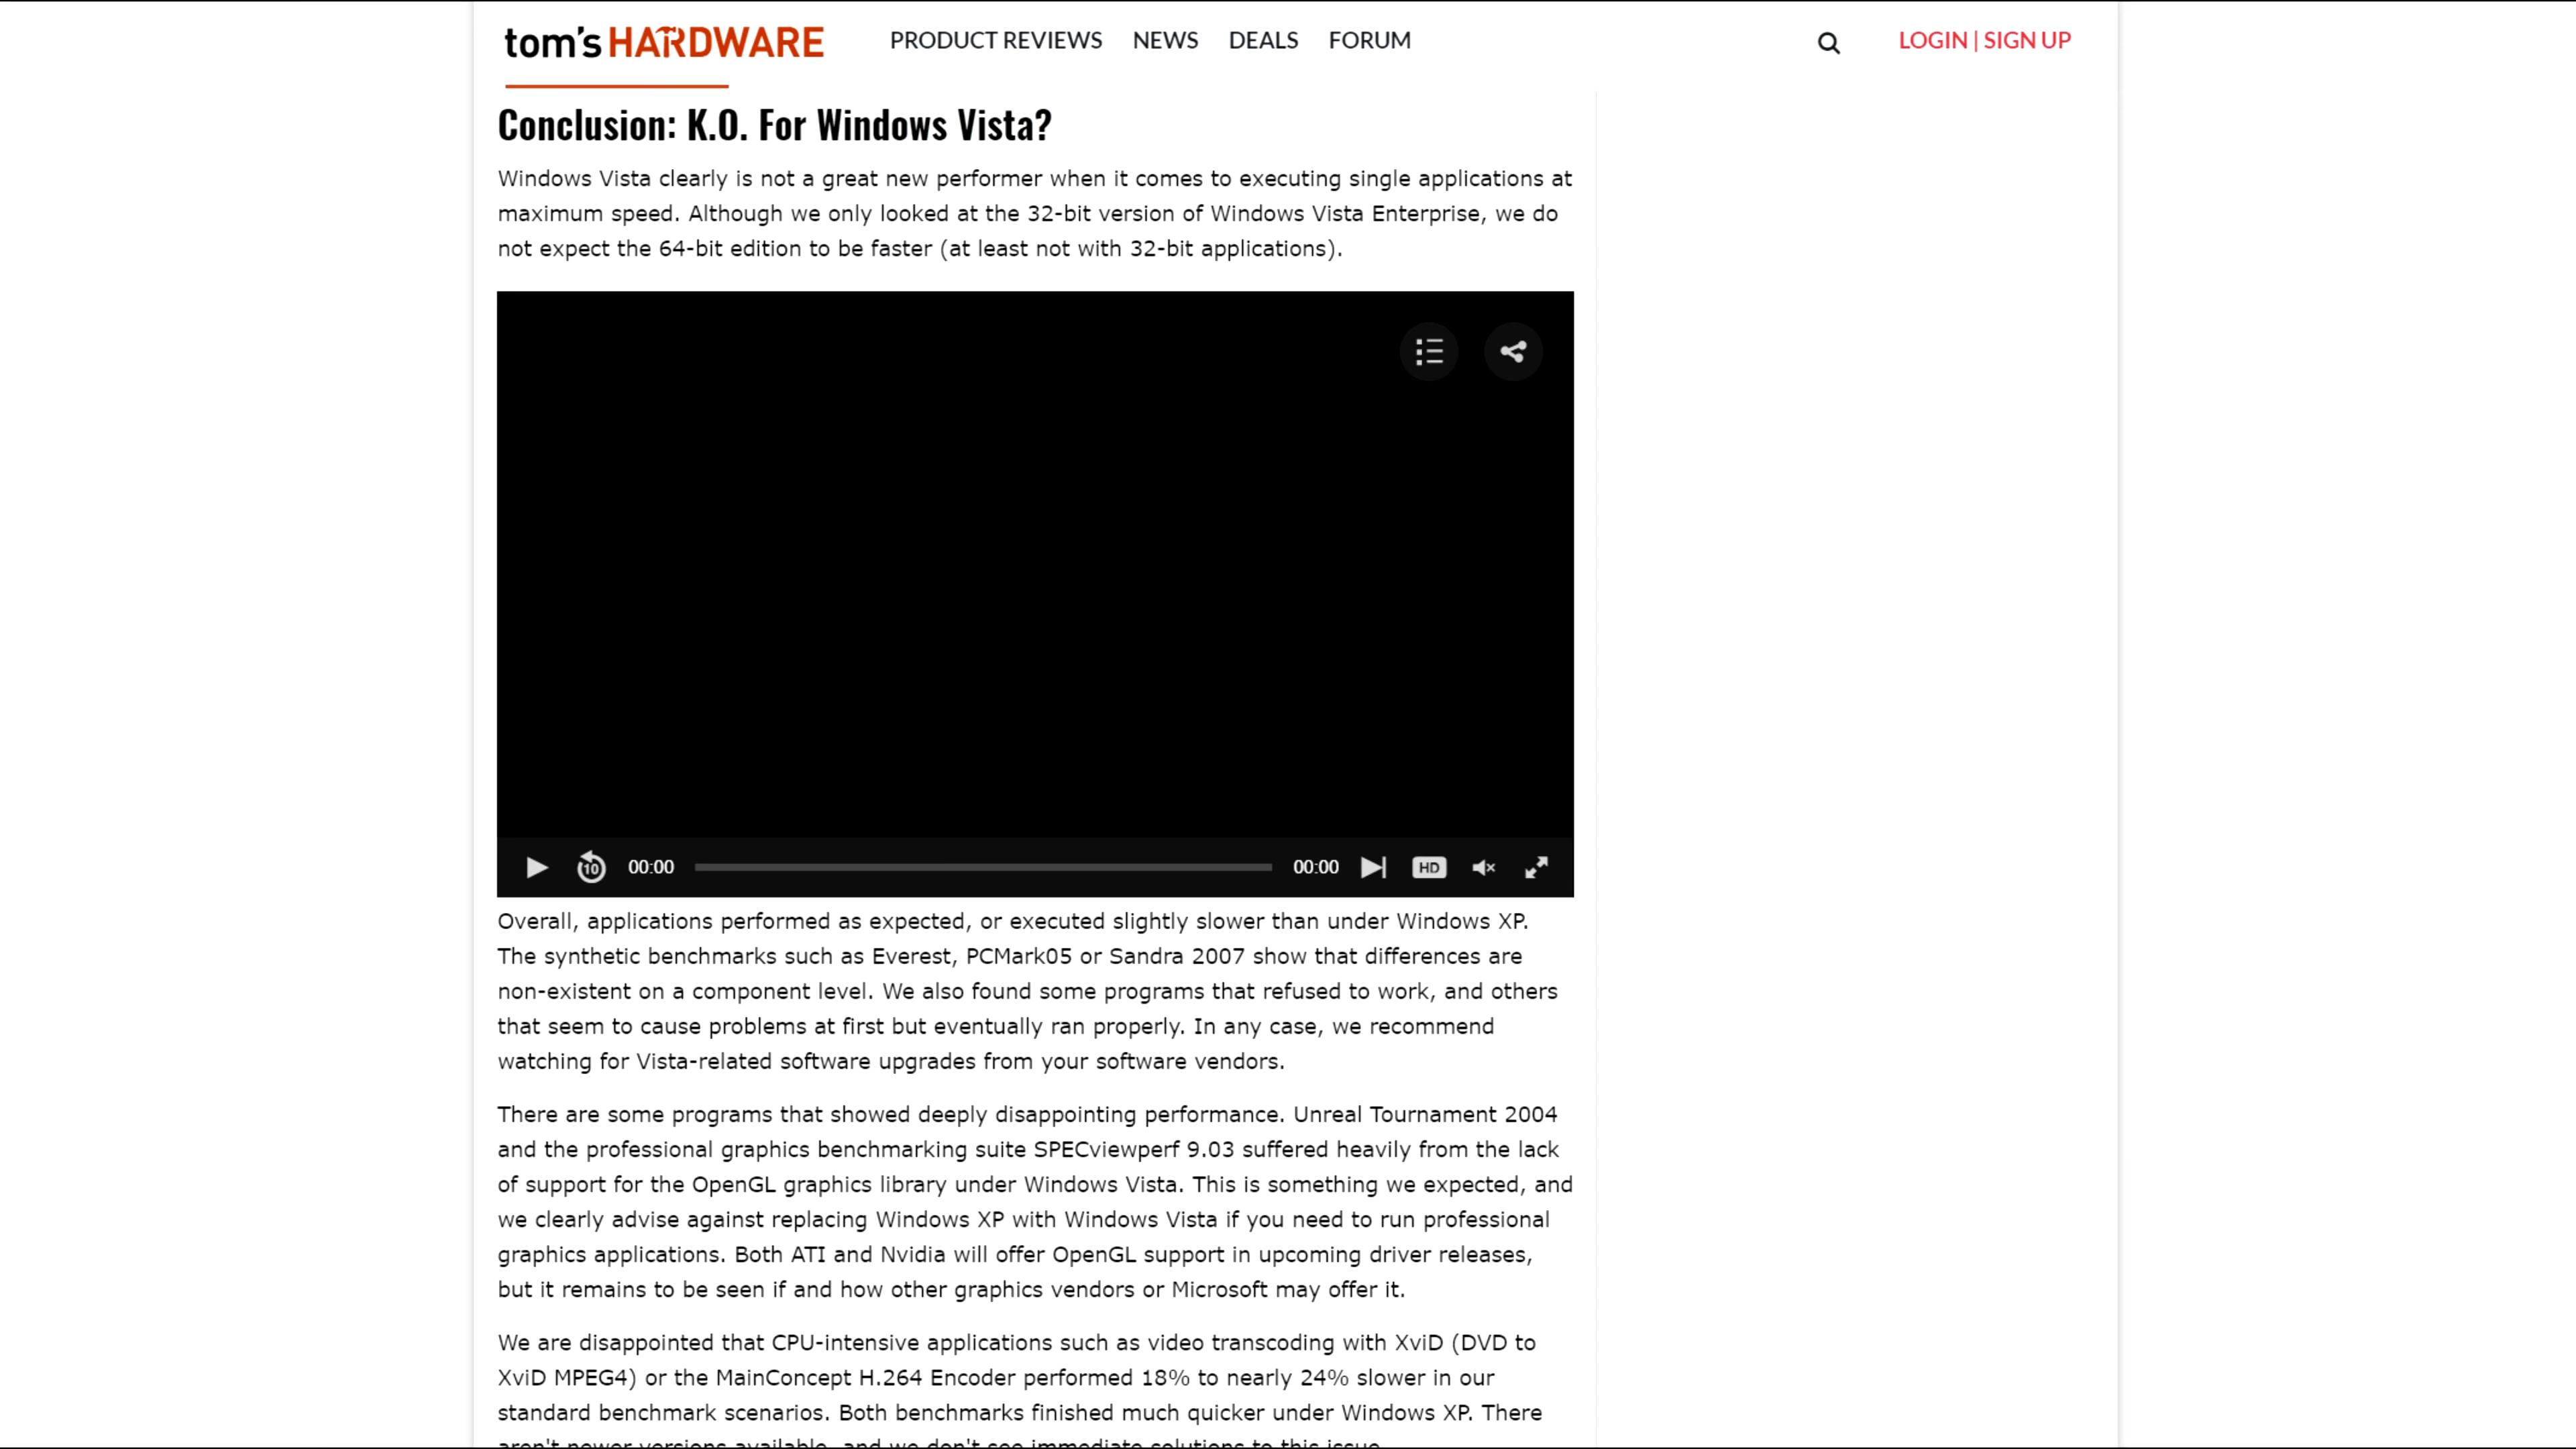 tom's HARDWARE
PRODUCT REVIEWS NEWS DEALS FORUM
LOGIN | SIGN UP
Conclusion: K.O. For Windows Vista?
Windows Vista clearly is not a great new performer when it comes to executing single applications at
maximum speed. Although we only looked at the 32-bit version of Windows Vista Enterprise, we do
not expect the 64-bit edition to be faster (at least not with 32-bit applications).
10 00:00 00:00 HD
Overall, applications performed as expected, or executed slightly slower than under Windows XP.
The synthetic benchmarks such as Everest, PCMark05 or Sandra 2007 show that differences are
non-existent on a component level. We also found some programs that refused to work, and others
that seem to cause problems at first but eventually ran properly. In any case, we recommend
watching for Vista-related software upgrades from your software vendors.
There are some programs that showed deeply disappointing performance. Unreal Tournament 2004
and the professional graphics benchmarking suite SPECviewperf 9.03 suffered heavily from the lack
of support for the OpenGL graphics library under Windows Vista. This is something we expected, and
we clearly advise against replacing Windows XP with Windows Vista if you need to run professional
graphics applications. Both ATI and Nvidia will offer OpenGL support in upcoming driver releases,
but it remains to be seen if and how other graphics vendors or Microsoft may offer it.
We are disappointed that CPU-intensive applications such as video transcoding with XviD (DVD to
XviD MPEG4) or the MainConcept H.264 Encoder performed 18% to nearly 24% slower in our
standard benchmark scenarios. Both benchmarks finished much quicker under Windows XP. There
aren't newer versions available, and we don't see immediate solutions to this issue.